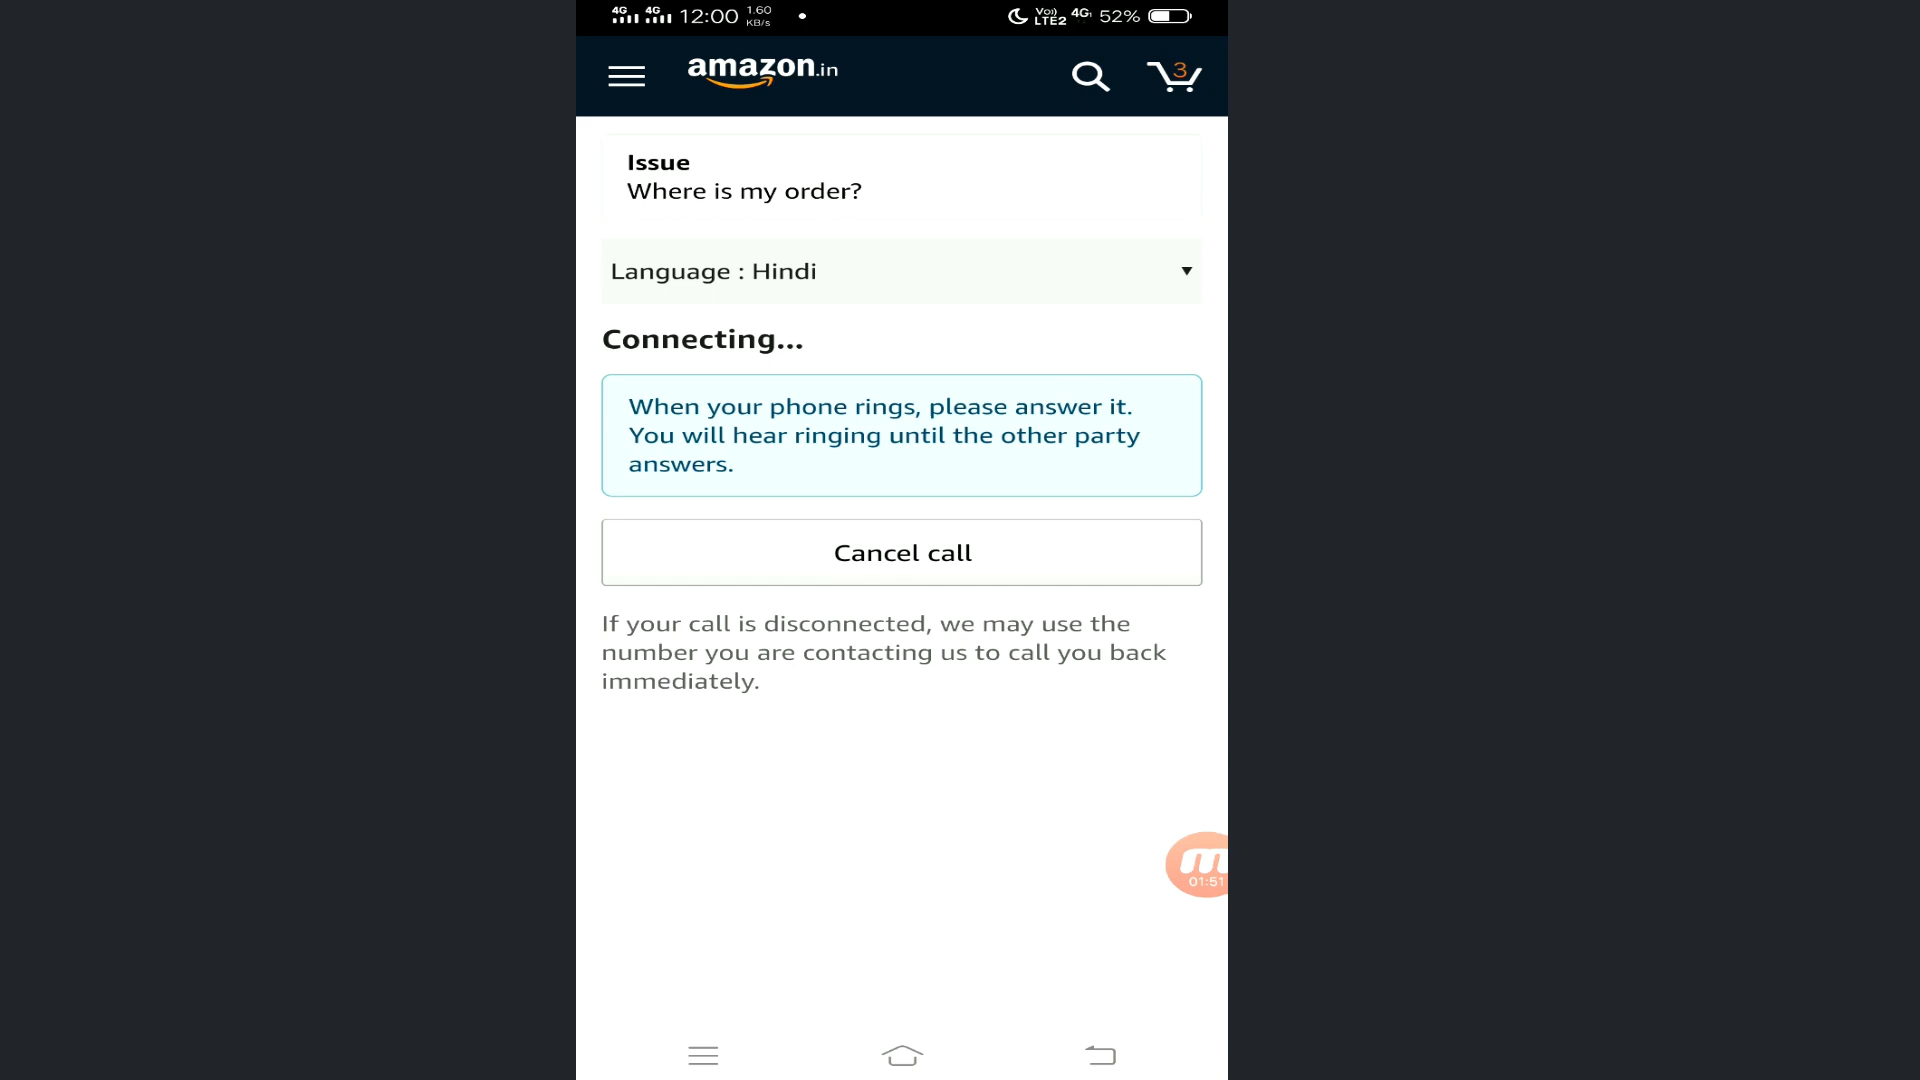 4G 4G 12:00 1.60 KB/s Vo) LTE2 4G 52%
amazon.in 3
Issue
Where is my order?
Language : Hindi
Connecting...
When your phone rings, please answer it.
You will hear ringing until the other party
answers.
Cancel call
If your call is disconnected, we may use the
number you are contacting us to call you back
immediately.
01:51